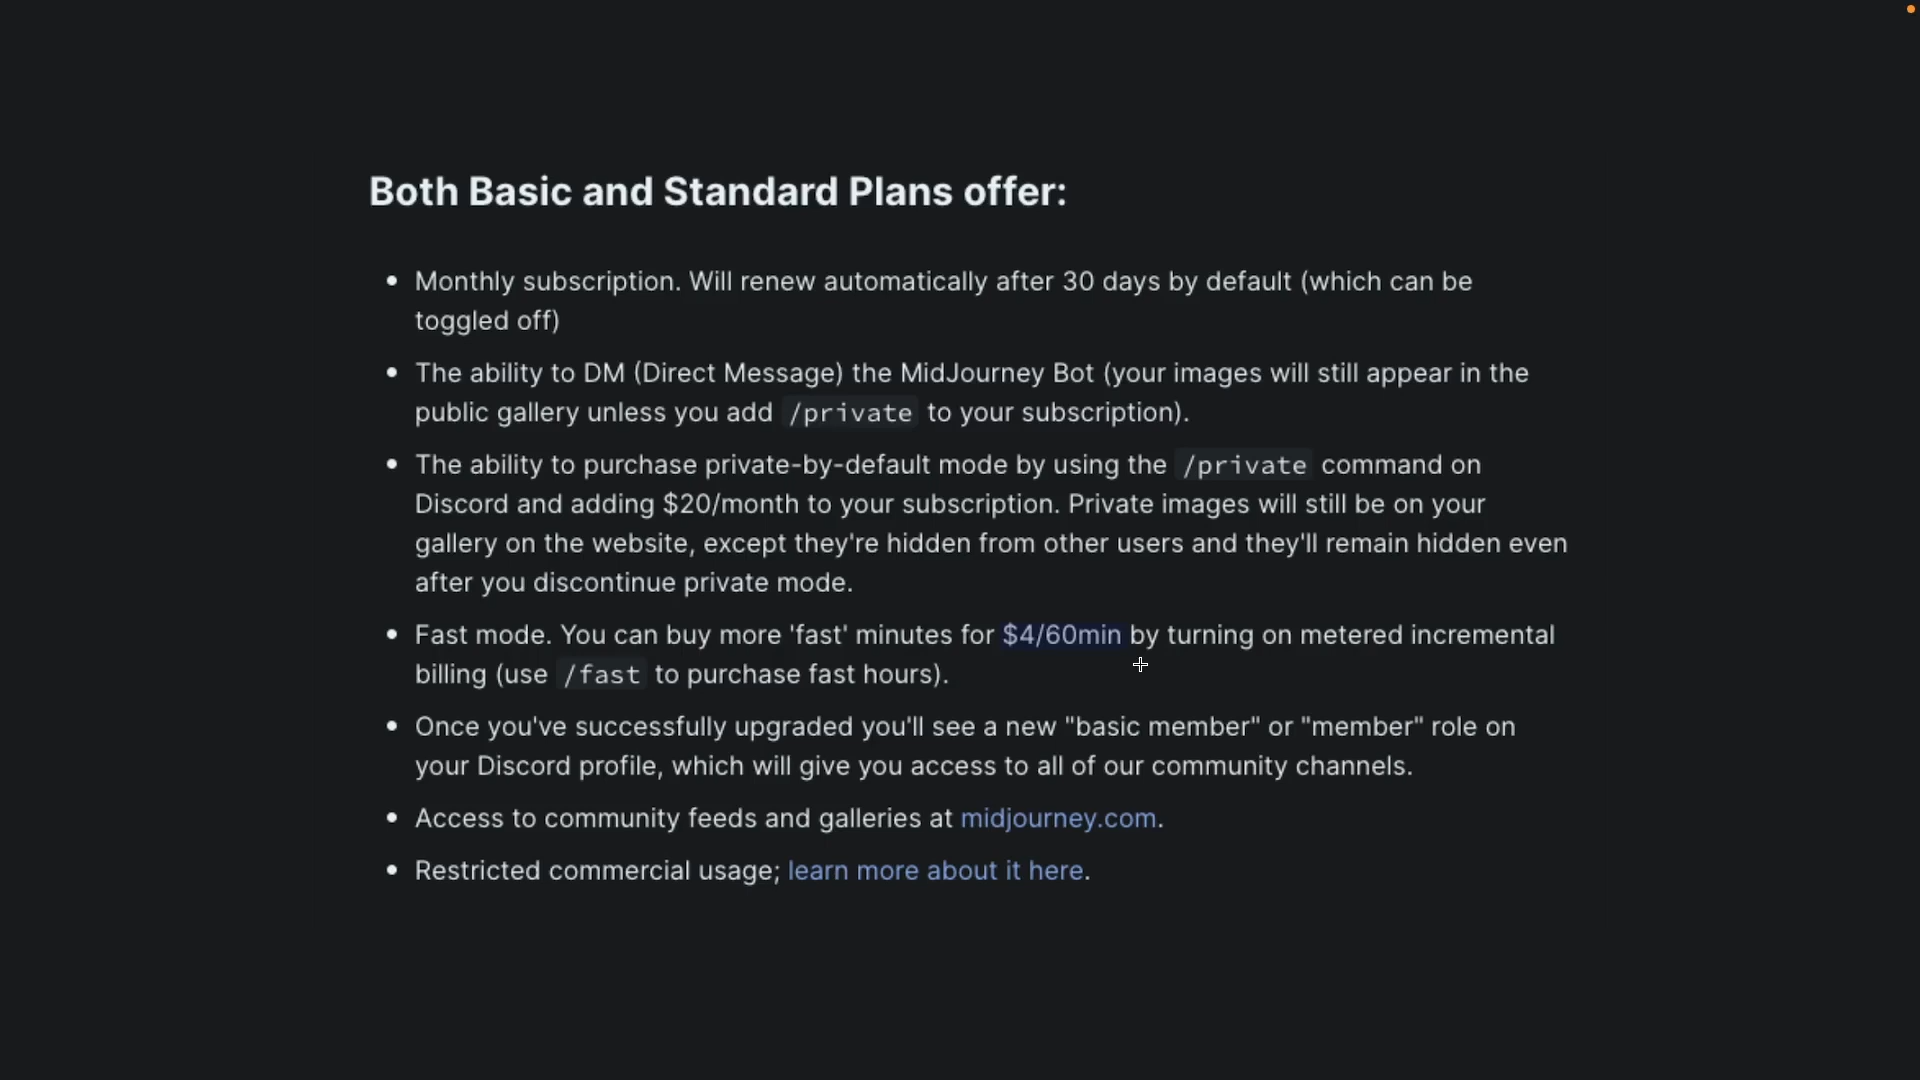 Both Basic and Standard Plans offer:
• Monthly subscription. Will renew automatically after 30 days by default (which can be
toggled off)
• The ability to DM (Direct Message) the MidJourney Bot (your images will still appear in the
public gallery unless you add /private to your subscription).
• The ability to purchase private-by-default mode by using the /private command on
Discord and adding $20/month to your subscription. Private images will still be on your
gallery on the website, except they're hidden from other users and they'll remain hidden even
after you discontinue private mode.
• Fast mode. You can buy more 'fast' minutes for $4/60min by turning on metered incremental
billing (use /fast to purchase fast hours).
• Once you've successfully upgraded you'll see a new "basic member" or "member" role on
your Discord profile, which will give you access to all of our community channels.
• Access to community feeds and galleries at midjourney.com.
• Restricted commercial usage; learn more about it here.